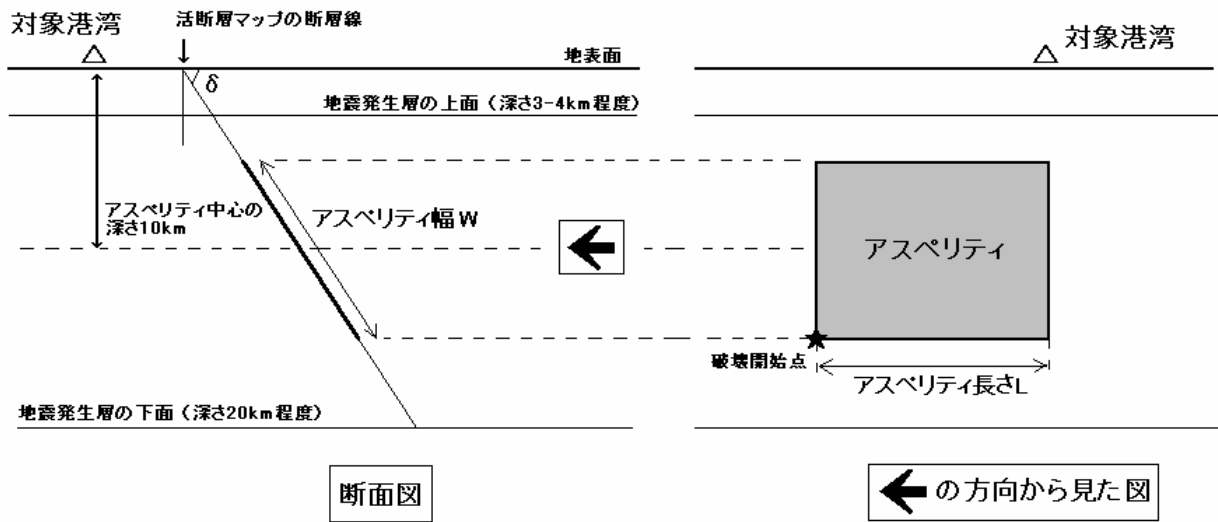 対象港湾
活断層マップの断層線
対象港湾
地表面
δ
地震発生層の上面(深さ3-4km程度)
アスペリティ中心の
深さ10km
アスペリティ幅W
アスペリティ
破壊開始点
アスペリティ長さL
地震発生層の下面(深さ20km程度)
断面図
の方向から見た図